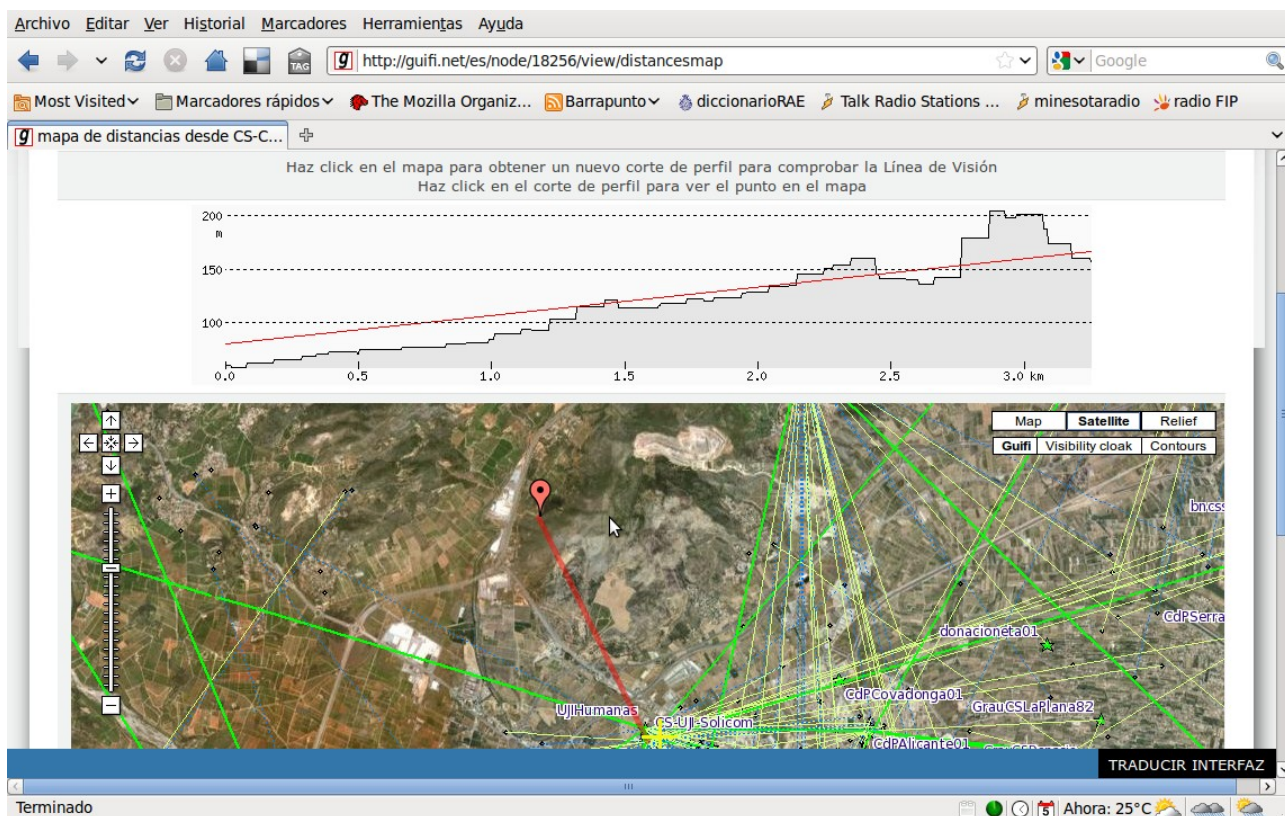 Archivo Editar Ver Historial Marcadores Herramientas Ayuda
TAG g http://guifi.net/es/node/18256/view/distancesmap Google
Most Visited Marcadores rápidos The Mozilla Organiz... Barrapunto diccionarioRAE Talk Radio Stations ... minesotaradio radio FIP
g mapa de distancias desde CS-C...
Haz click en el mapa para obtener un nuevo corte de perfil para comprobar la Línea de Visión
Haz click en el corte de perfil para ver el punto en el mapa
200
m
150
100
0.0 0.5 1.0 1.5 2.0 2.5 3.0 km
Map Satellite Relief
Guifi Visibility cloak Contours
bncss
CdPSerra
donacioneta01
CdPCovadonga01
GrauCSLaPlana82
UJIHumanas
CS-UJI-Solicom
CdPAlicante01
TRADUCIR INTERFAZ
Terminado
5 Ahora: 25°C